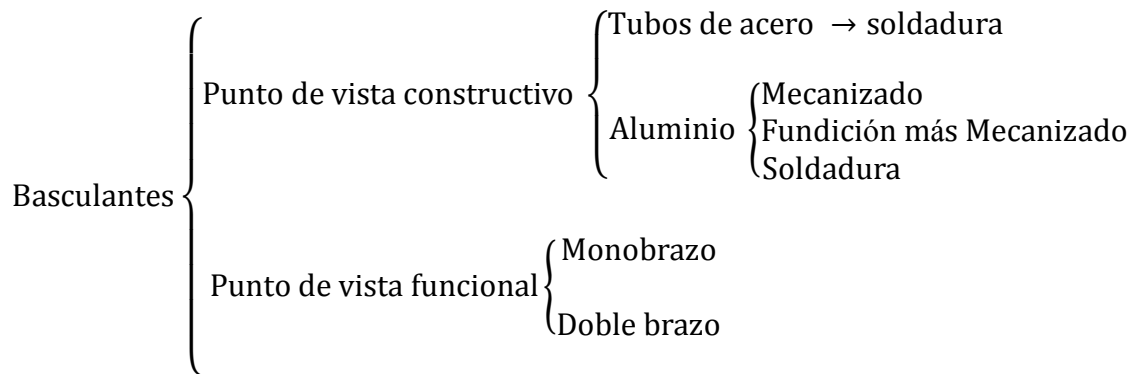 Tubos de acero → soldadura
Punto de vista constructivo
Mecanizado
Aluminio
Fundición más Mecanizado
Soldadura
Basculantes
Monobrazo
Punto de vista funcional
Doble brazo